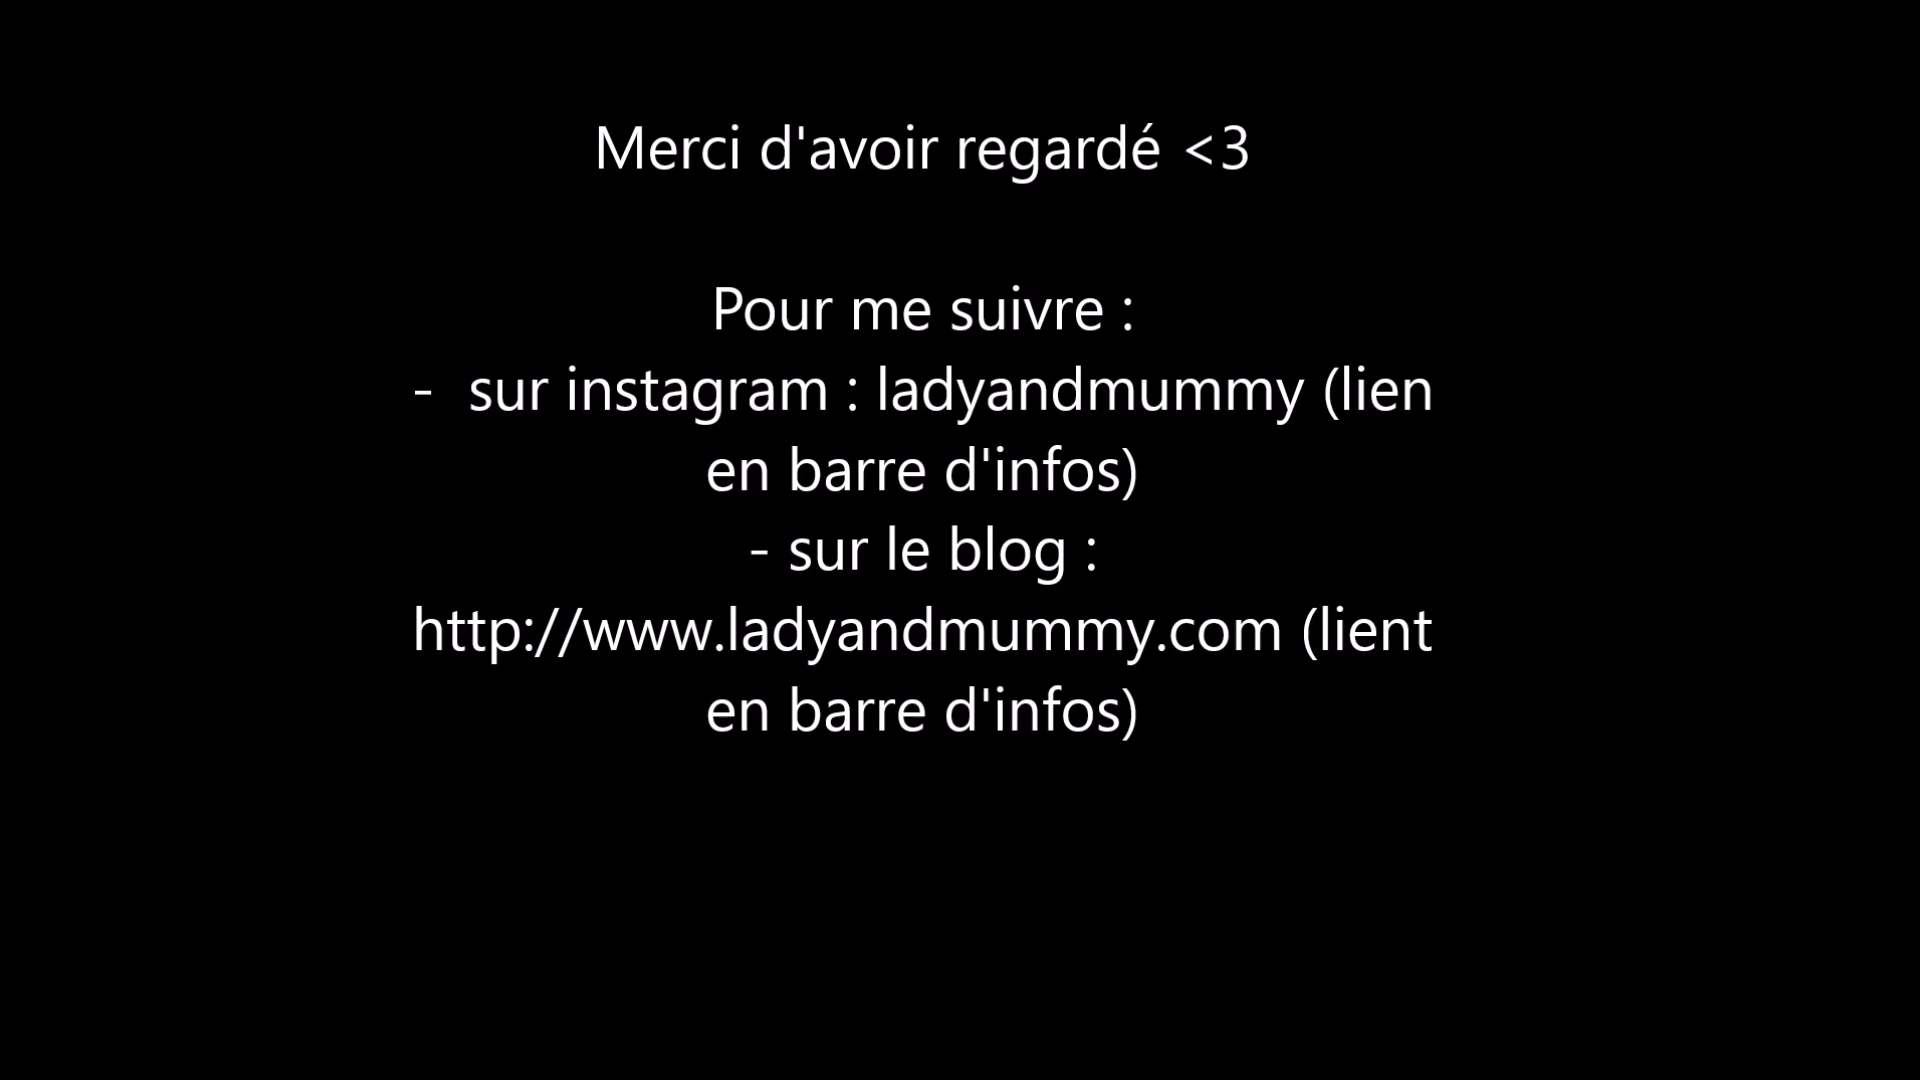 Merci d'avoir regardé <3
Pour me suivre :
-  sur instagram : ladyandmummy (lien
en barre d'infos)
- sur le blog :
http://www.ladyandmummy.com (lient
en barre d'infos)